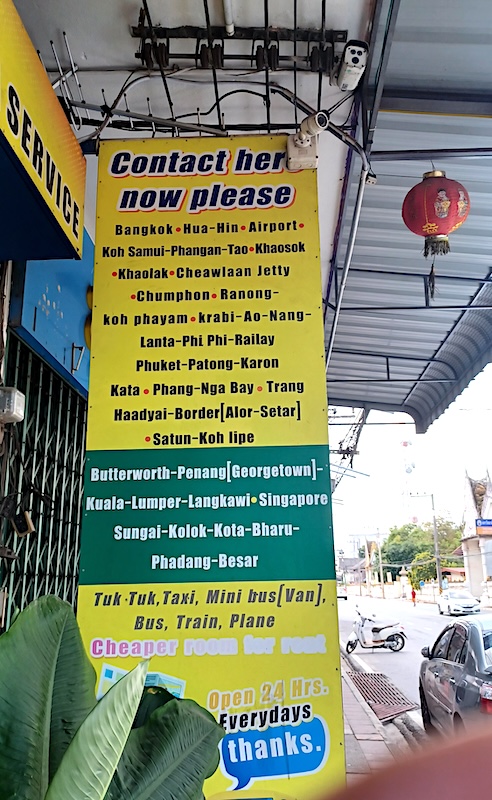 SERVICE
Contact here
now please
Bangkok•Hua-Hin•Airport•
Koh Samui-Phangan-Tao•Khaosok
•Khaolak•Cheawlaan Jetty
•Chumphon•Ranong-
koh phayam•krabi-Ao-Nang-
Lanta-Phi Phi-Railay
Phuket-Patong-Karon
Kata•Phang-Nga Bay•Trang
Haadyai-Border[Alor-Setar]
•Satun-Koh lipe
Butterworth-Penang[Georgetown]-
Kuala-Lumper-Langkawi•Singapore
Sungai-Kolok-Kota-Bharu-
Phadang-Besar
Tuk-Tuk,Taxi, Mini bus[Van],
Bus, Train, Plane
Cheaper room for rent
Open 24 Hrs.
Everydays
thanks.